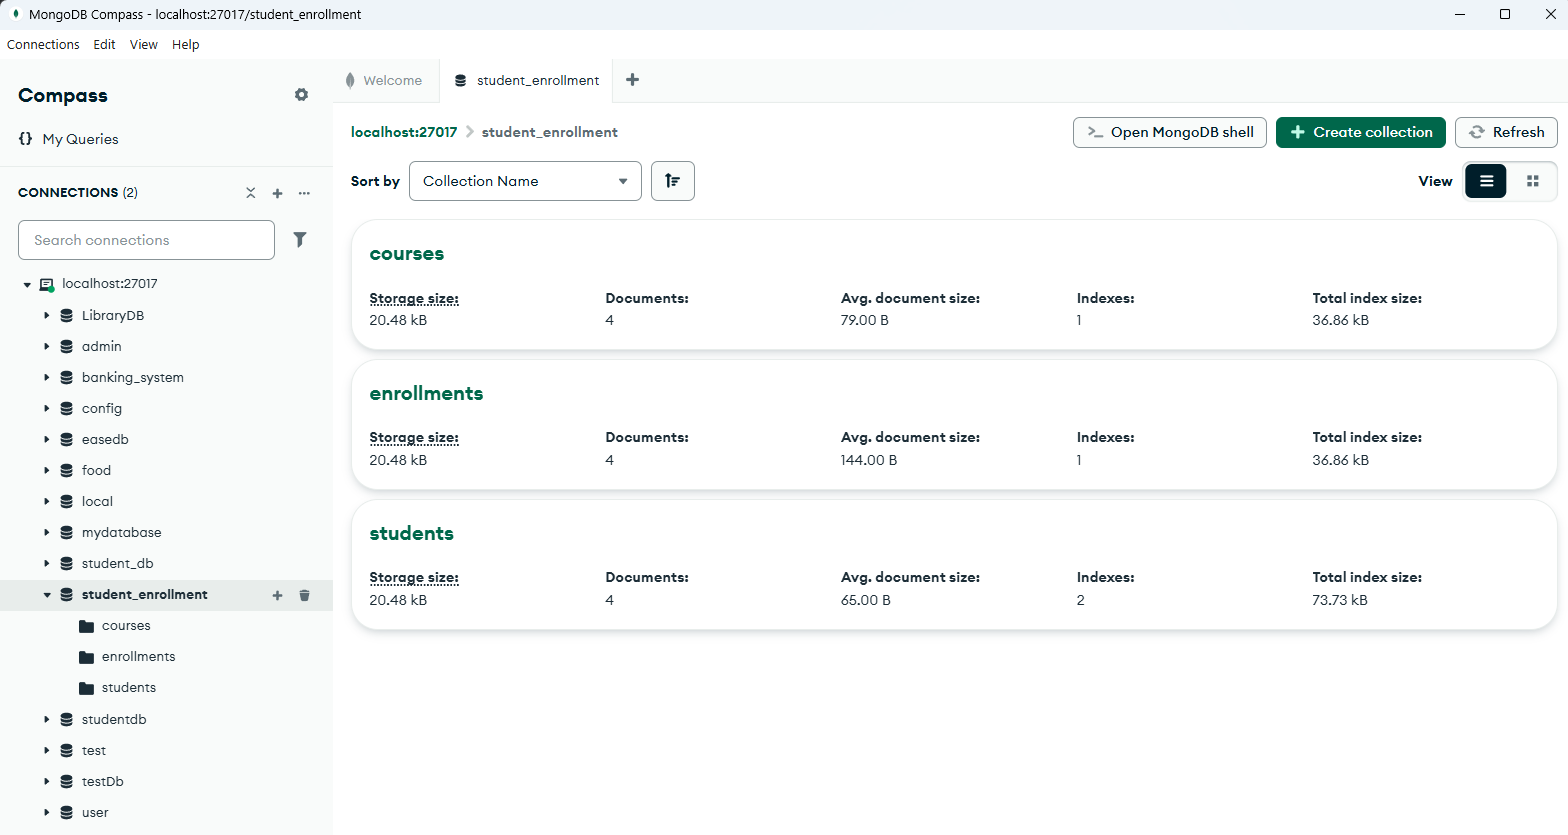 MongoDB Compass - localhost:27017/student_enrollment
Connections Edit View Help
Compass
My Queries
CONNECTIONS (2)
Search connections
localhost:27017
LibraryDB
admin
banking_system
config
easedb
food
local
mydatabase
student_db
student_enrollment
courses
enrollments
students
studentdb
test
testDb
user
Welcome
student_enrollment
localhost:27017 > student_enrollment
Open MongoDB shell
Create collection
Refresh
Sort by
Collection Name
View
courses
Storage size: Documents: Avg. document size: Indexes: Total index size:
20.48 kB 4 79.00 B 1 36.86 kB
enrollments
Storage size: Documents: Avg. document size: Indexes: Total index size:
20.48 kB 4 144.00 B 1 36.86 kB
students
Storage size: Documents: Avg. document size: Indexes: Total index size:
20.48 kB 4 65.00 B 2 73.73 kB